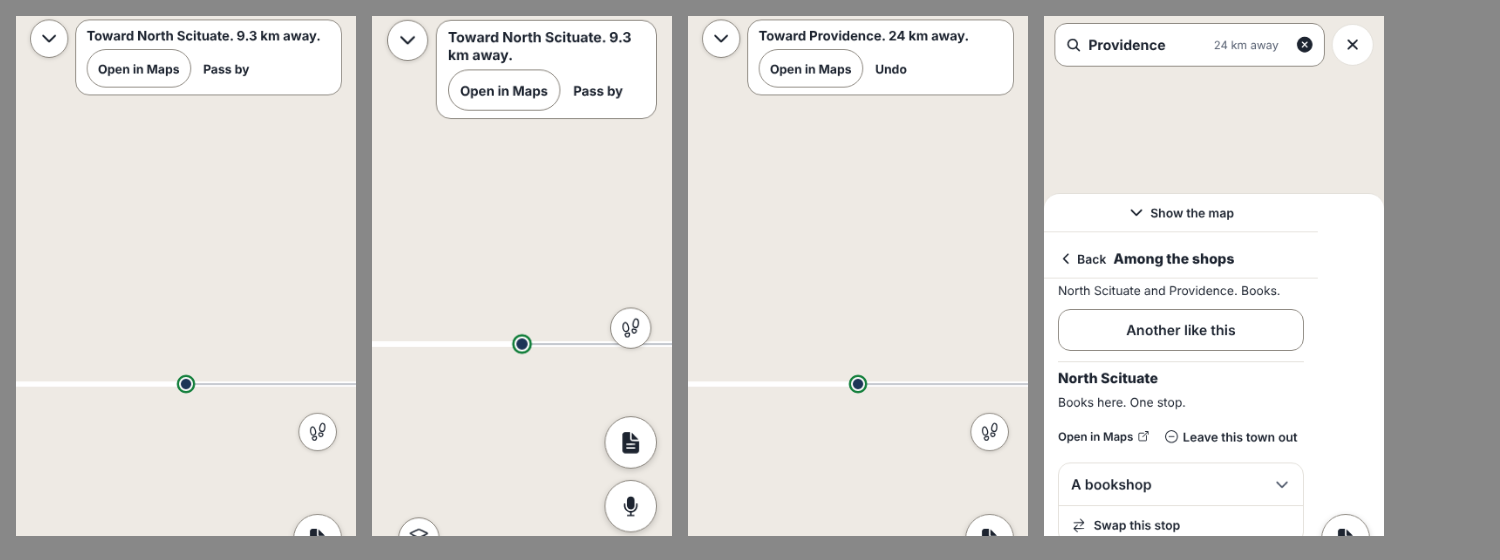 Toward North Scituate. 9.3 km away.
Open in Maps Pass by
Toward North Scituate. 9.3
km away.
Open in Maps Pass by
Toward Providence. 24 km away.
Open in Maps Undo
Providence 24 km away
Show the map
Back Among the shops
North Scituate and Providence. Books.
Another like this
North Scituate
Books here. One stop.
Open in Maps Leave this town out
A bookshop
Swap this stop